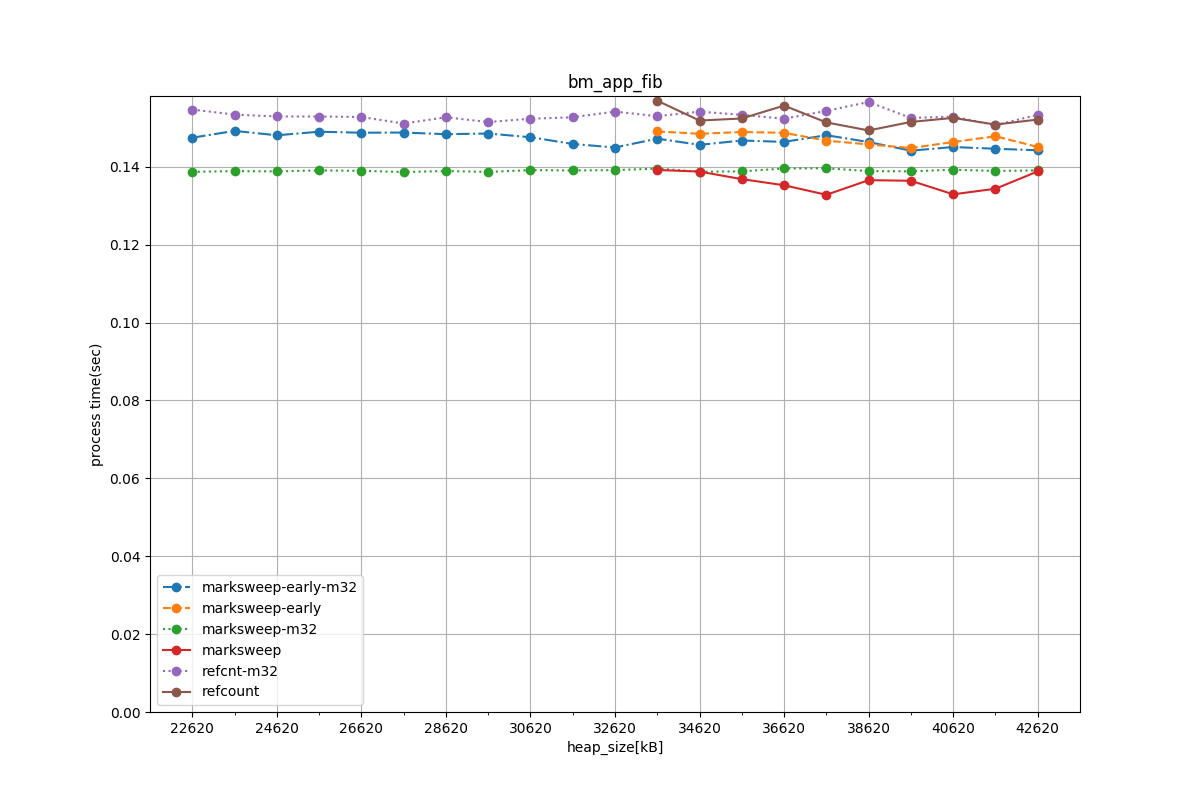 bm_app_fib
process time(sec)
0.14
0.12
0.10
0.08
0.06
0.04
0.02
0.00
marksweep-early-m32
marksweep-early
marksweep-m32
marksweep
refcnt-m32
refcount
22620 24620 26620 28620 30620 32620 34620 36620 38620 40620 42620
heap_size[kB]